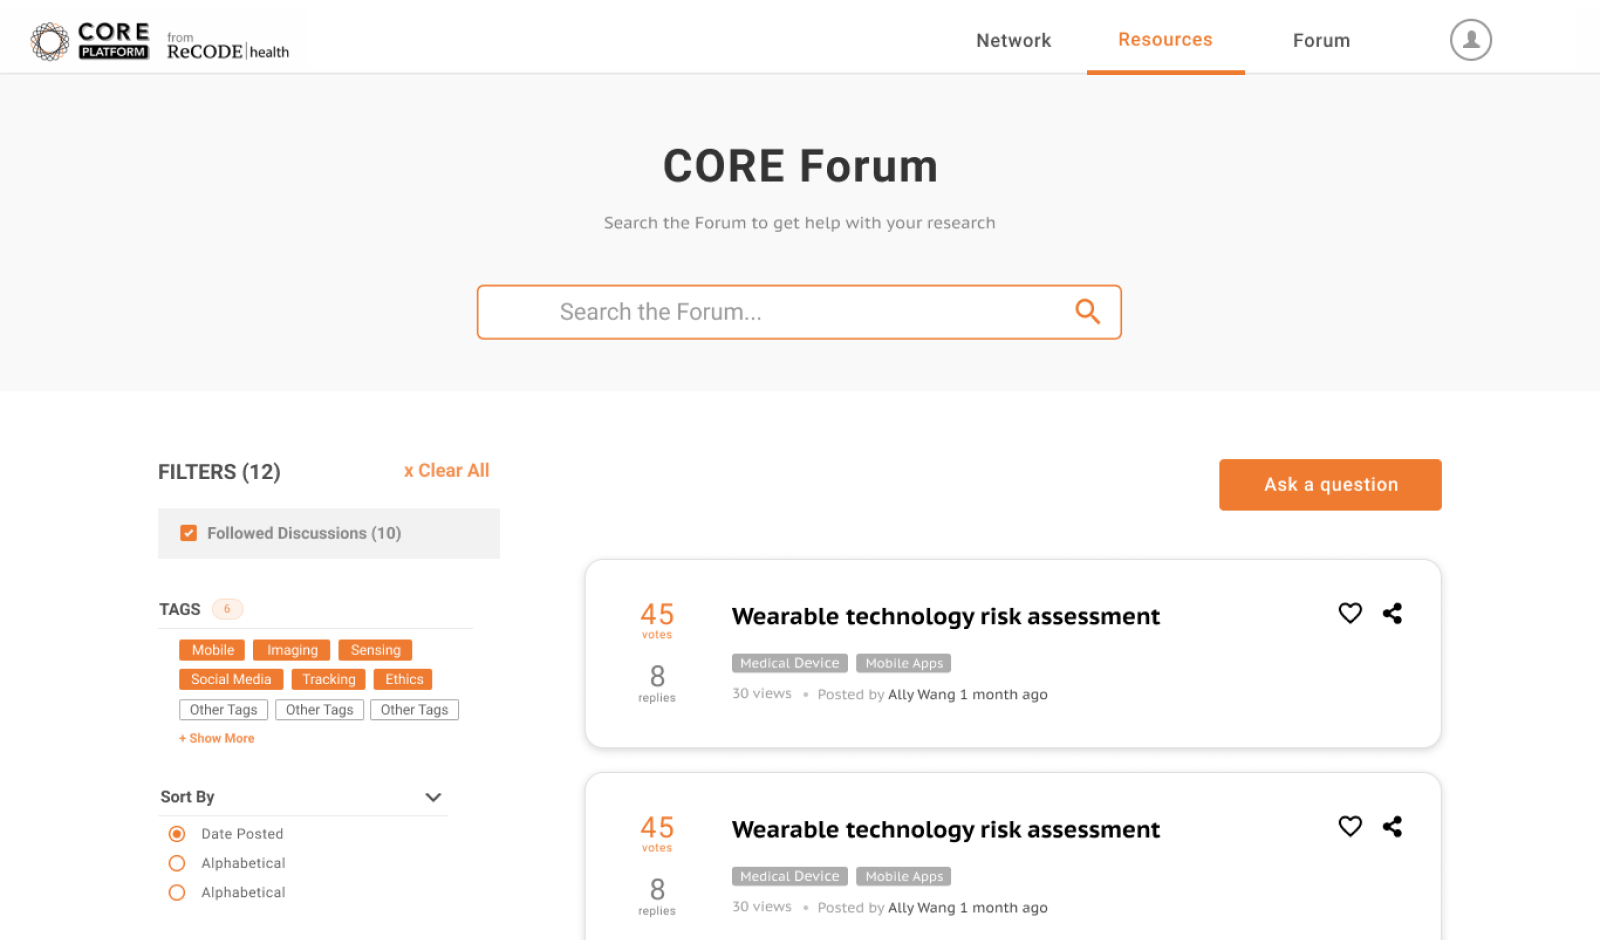 CORE PLATFORM from ReCODE health
Network Resources Forum
CORE Forum
Search the Forum to get help with your research
Search the Forum...
FILTERS (12) x Clear All
Followed Discussions (10)
TAGS 6
Mobile Imaging Sensing
Social Media Tracking Ethics
Other Tags Other Tags Other Tags
+ Show More
Sort By
Date Posted
Alphabetical
Alphabetical
Ask a question
45 votes
8 replies
Wearable technology risk assessment
Medical Device Mobile Apps
30 views • Posted by Ally Wang 1 month ago
45 votes
8 replies
Wearable technology risk assessment
Medical Device Mobile Apps
30 views • Posted by Ally Wang 1 month ago